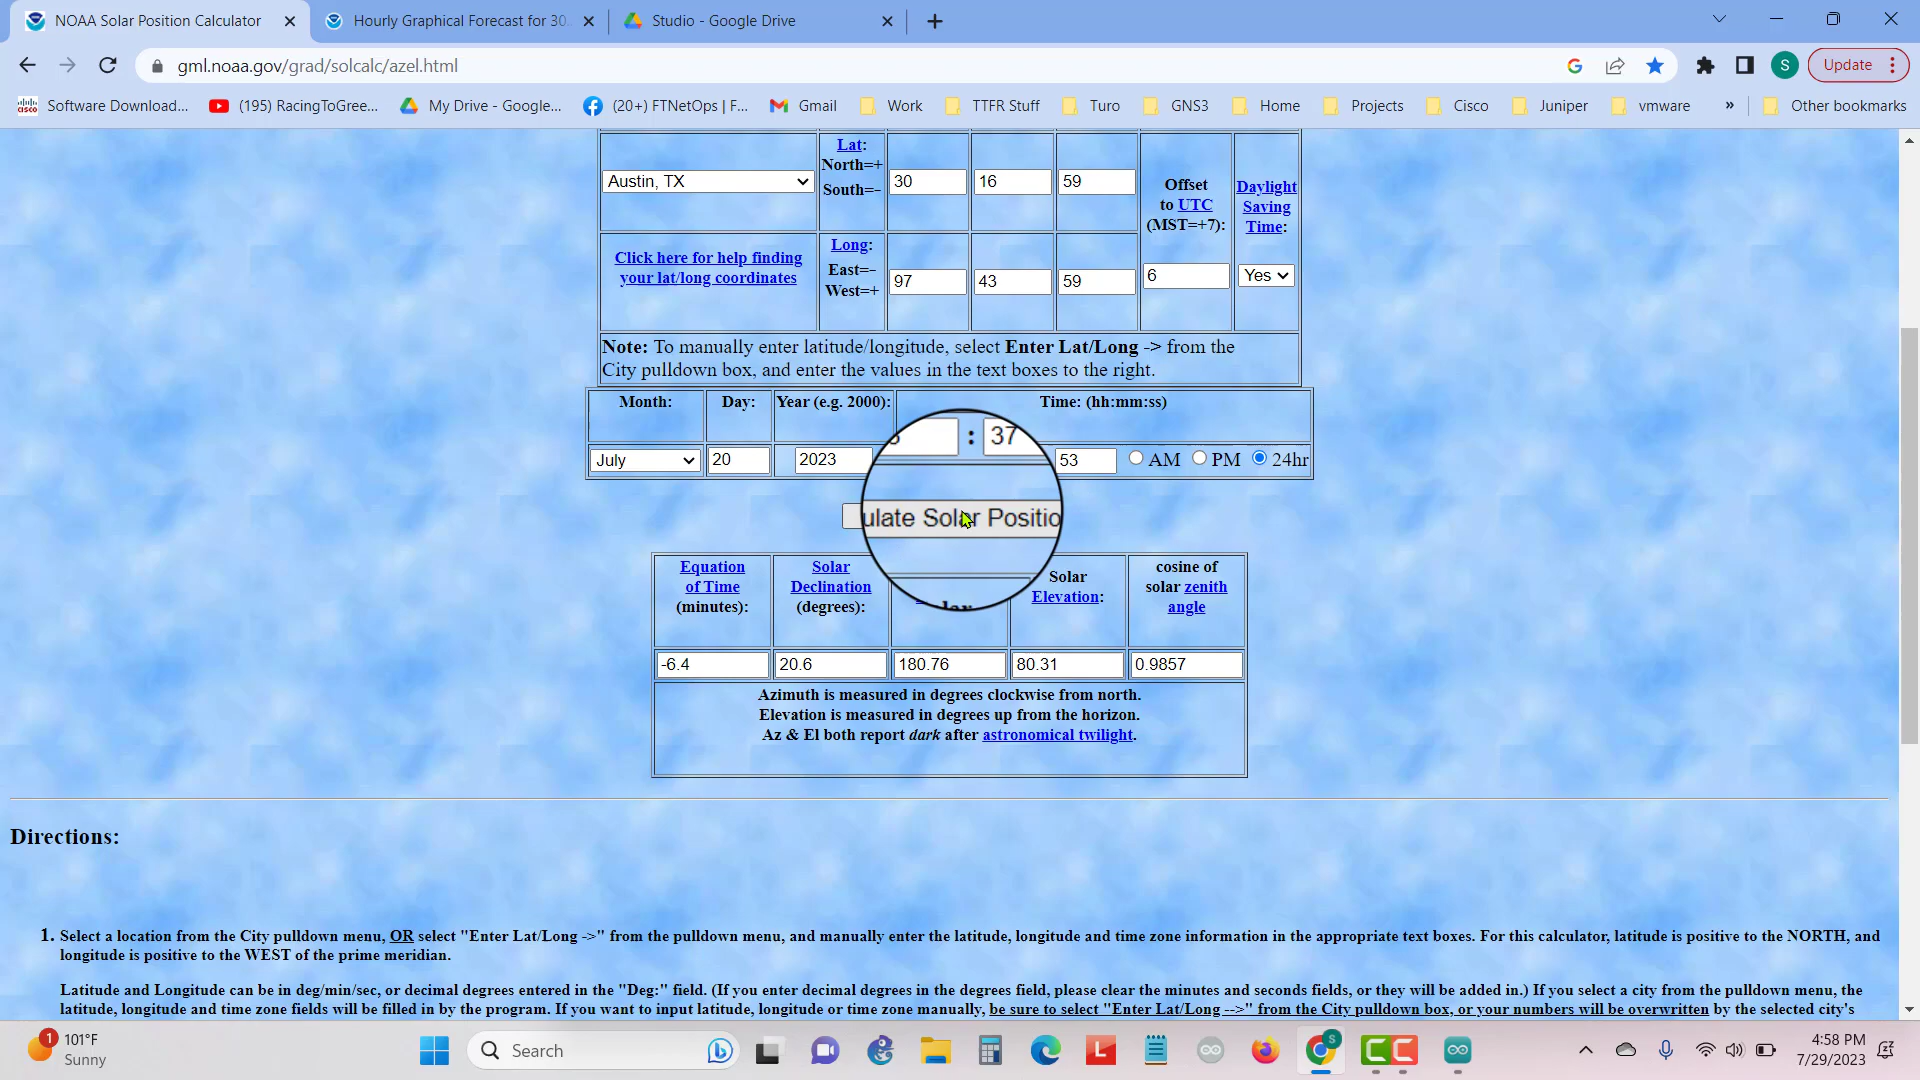 NOAA Solar Position Calculator
Hourly Graphical Forecast for 30
Studio - Google Drive
gml.noaa.gov/grad/solcalc/azel.html
S
Update
cisco
Software Download...
(195) RacingToGree...
My Drive - Google...
(20+) FTNetOps | F...
Gmail
Work
TTFR Stuff
Turo
GNS3
Home
Projects
Cisco
Juniper
vmware
»
Other bookmarks
Austin, TX
Lat:
North=+
South=-
30
16
59
Offset
to UTC
(MST=+7):
Daylight
Saving
Time:
Click here for help finding
your lat/long coordinates
Long:
East=-
West=+
97
43
59
6
Yes
Note: To manually enter latitude/longitude, select Enter Lat/Long -> from the
City pulldown box, and enter the values in the text boxes to the right.
Month:
Day:
Year (e.g. 2000):
Time: (hh:mm:ss)
July
20
2023
: 37
53
AM
PM
24hr
ulate Solar Positio
Equation
of Time
(minutes):
Solar
Declination
(degrees):
Solar
Elevation:
cosine of
solar zenith
angle
-6.4
20.6
180.76
80.31
0.9857
Azimuth is measured in degrees clockwise from north.
Elevation is measured in degrees up from the horizon.
Az & El both report dark after astronomical twilight.
Directions:
1. Select a location from the City pulldown menu, OR select "Enter Lat/Long ->" from the pulldown menu, and manually enter the latitude, longitude and time zone information in the appropriate text boxes. For this calculator, latitude is positive to the NORTH, and
longitude is positive to the WEST of the prime meridian.
Latitude and Longitude can be in deg/min/sec, or decimal degrees entered in the "Deg:" field. (If you enter decimal degrees in the degrees field, please clear the minutes and seconds fields, or they will be added in.) If you select a city from the pulldown menu, the
latitude, longitude and time zone fields will be filled in by the program. If you want to input latitude, longitude or time zone manually, be sure to select "Enter Lat/Long -->" from the City pulldown box, or your numbers will be overwritten by the selected city's
1
101°F
Sunny
Search
4:58 PM
7/29/2023